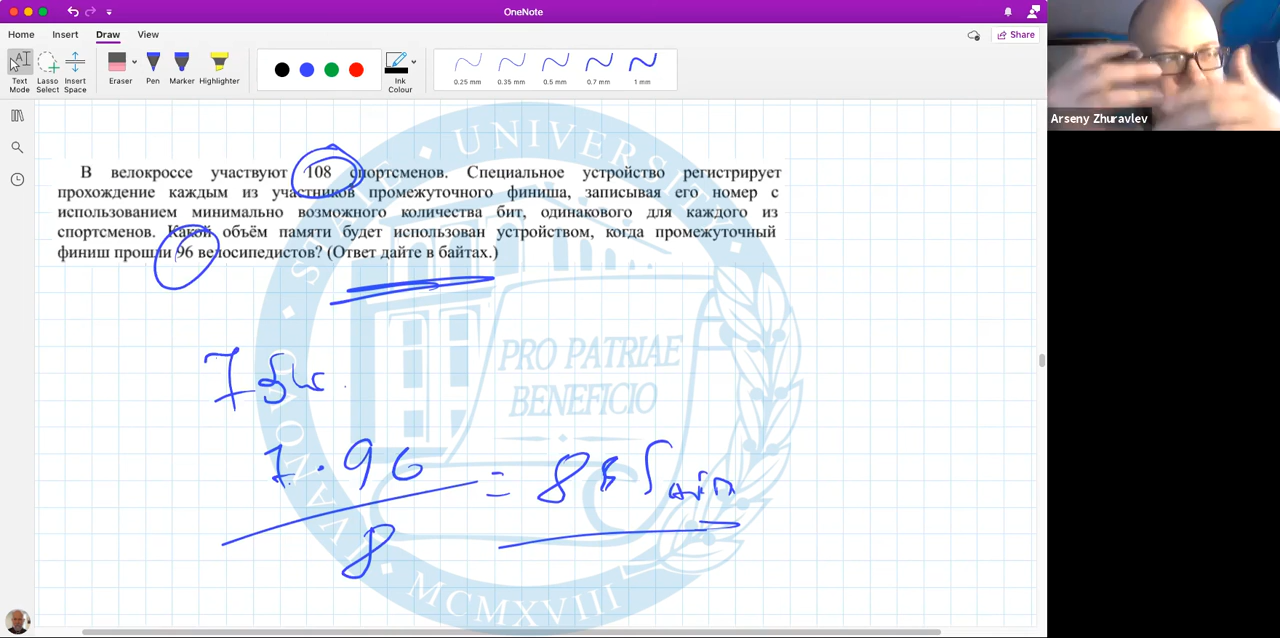 OneNote
Home Insert Draw View
Share
Text Mode
Lasso Select
Insert Space
Eraser
Pen
Marker
Highlighter
Ink Colour
0.25 mm 0.35 mm 0.5 mm 0.7 mm 1 mm
Arseny Zhuravlev
В велокроссе участвуют 108 спортсменов. Специальное устройство регистрирует
прохождение каждым из участников промежуточного финиша, записывая его номер с
использованием минимально возможного количества бит, одинакового для каждого из
спортсменов. Какой объём памяти будет использован устройством, когда промежуточный
финиш прошли 96 велосипедистов? (Ответ дайте в байтах.)
7 бит
7 · 96
8
= 84 байт
PRO PATRIAE
BENEFICIO
STATE UNIVERSITY
IVANOVO
MCMXVIII